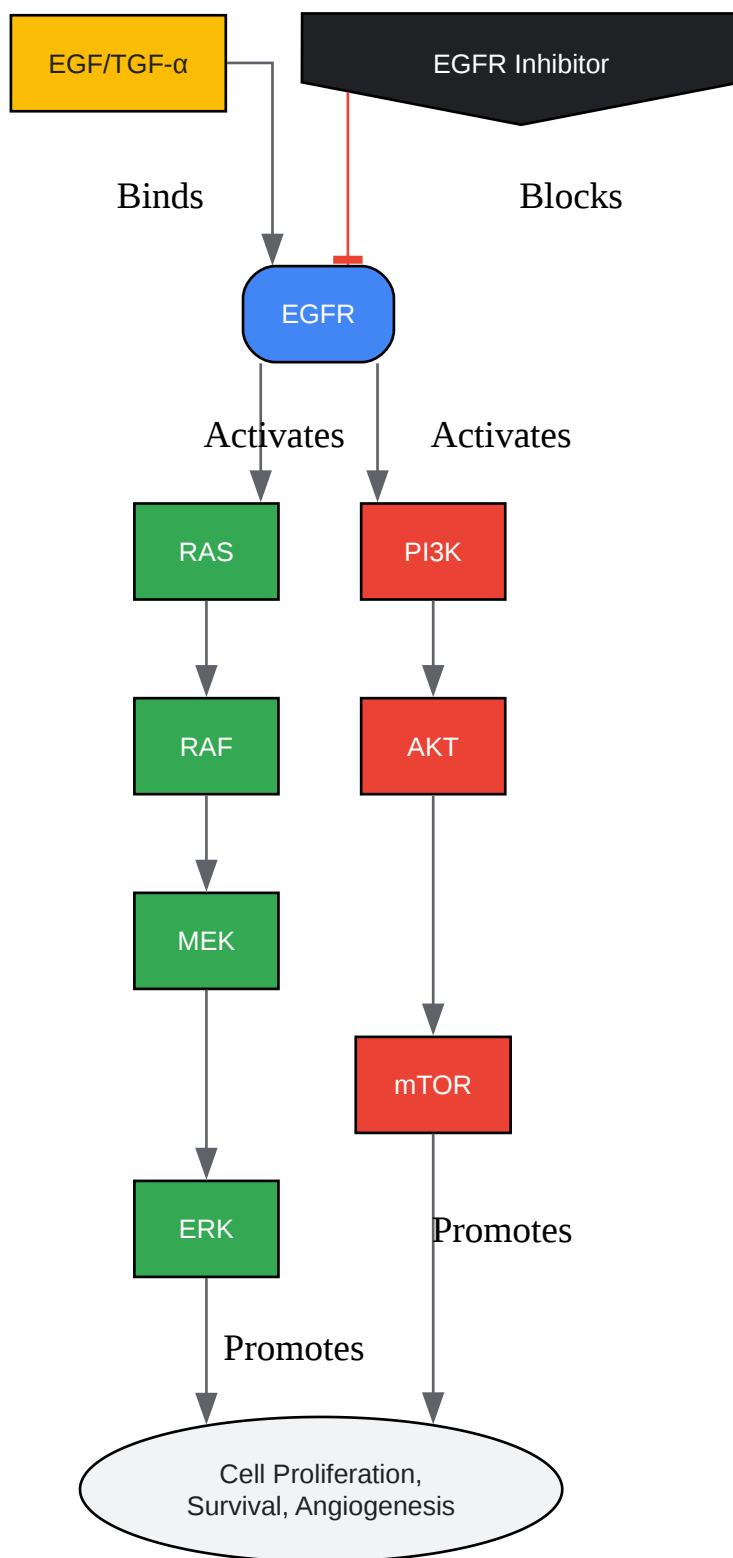 EGF/TGF-α
EGFR Inhibitor
Binds
Blocks
EGFR
Activates
Activates
RAS
PI3K
RAF
AKT
MEK
mTOR
ERK
Promotes
Promotes
Cell Proliferation,
Survival, Angiogenesis